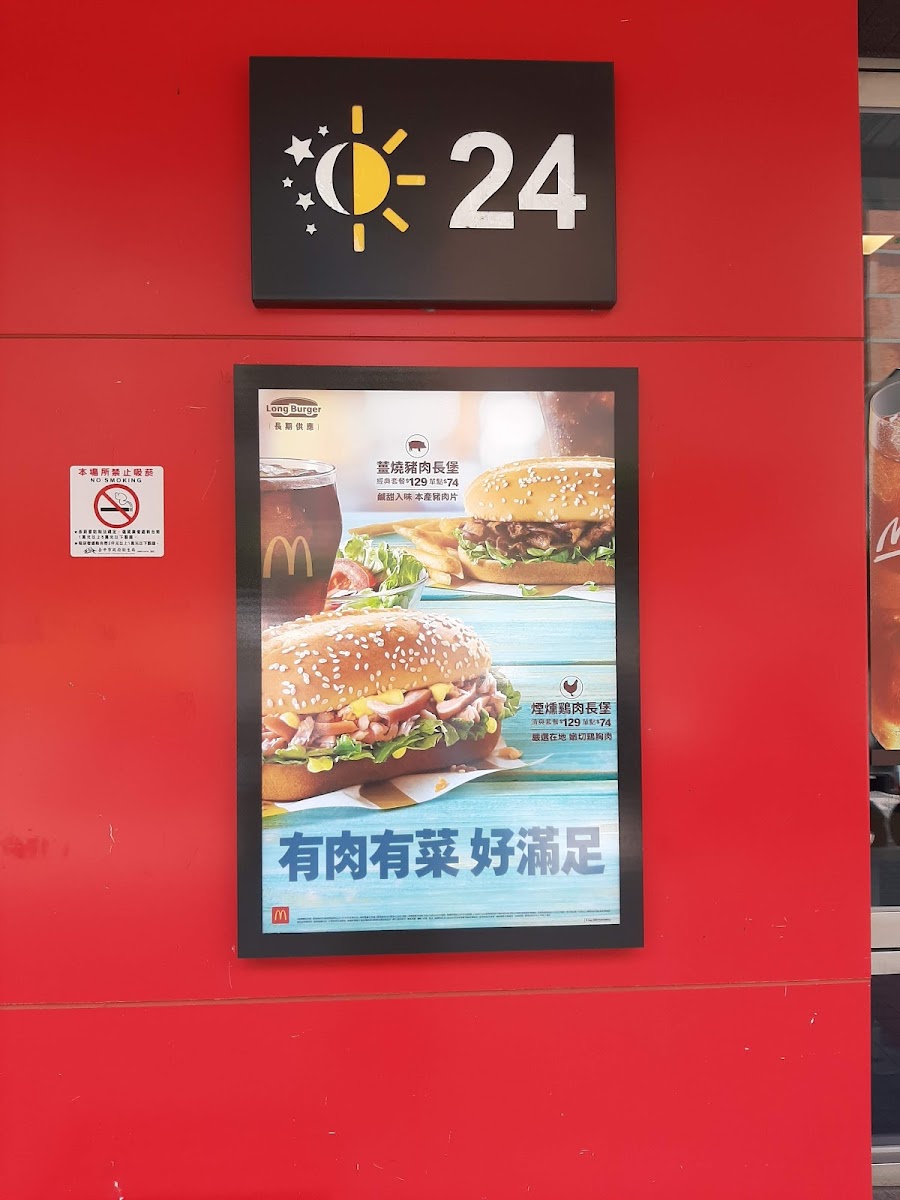 24
Long Burger
長期供應
薑燒豬肉長堡
經典套餐$129 單點$74
鹹甜入味 本產豬肉片
本場所禁止吸菸
NO SMOKING
煙燻鷄肉長堡
清爽套餐$129 單點$74
嚴選在地 嫩切鷄胸肉
有肉有菜 好滿足